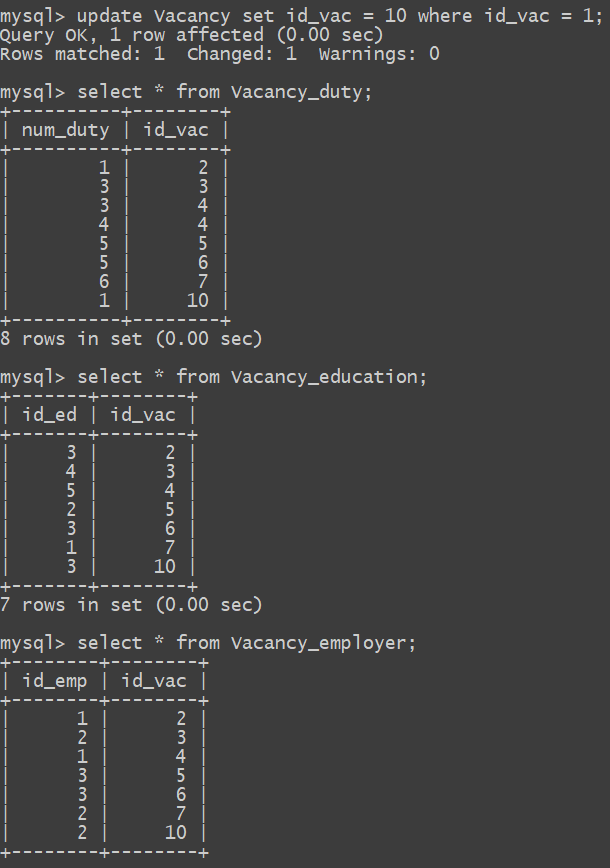 mysql> update Vacancy set id_vac = 10 where id_vac = 1;
Query OK, 1 row affected (0.00 sec)
Rows matched: 1  Changed: 1  Warnings: 0

mysql> select * from Vacancy_duty;
+----------+--------+
| num_duty | id_vac |
+----------+--------+
|        1 |      2 |
|        3 |      3 |
|        3 |      4 |
|        4 |      4 |
|        5 |      5 |
|        5 |      6 |
|        6 |      7 |
|        1 |     10 |
+----------+--------+
8 rows in set (0.00 sec)

mysql> select * from Vacancy_education;
+-------+--------+
| id_ed | id_vac |
+-------+--------+
|     3 |      2 |
|     4 |      3 |
|     5 |      4 |
|     2 |      5 |
|     3 |      6 |
|     1 |      7 |
|     3 |     10 |
+-------+--------+
7 rows in set (0.00 sec)

mysql> select * from Vacancy_employer;
+--------+--------+
| id_emp | id_vac |
+--------+--------+
|      1 |      2 |
|      2 |      3 |
|      1 |      4 |
|      3 |      5 |
|      3 |      6 |
|      2 |      7 |
|      2 |     10 |
+--------+--------+